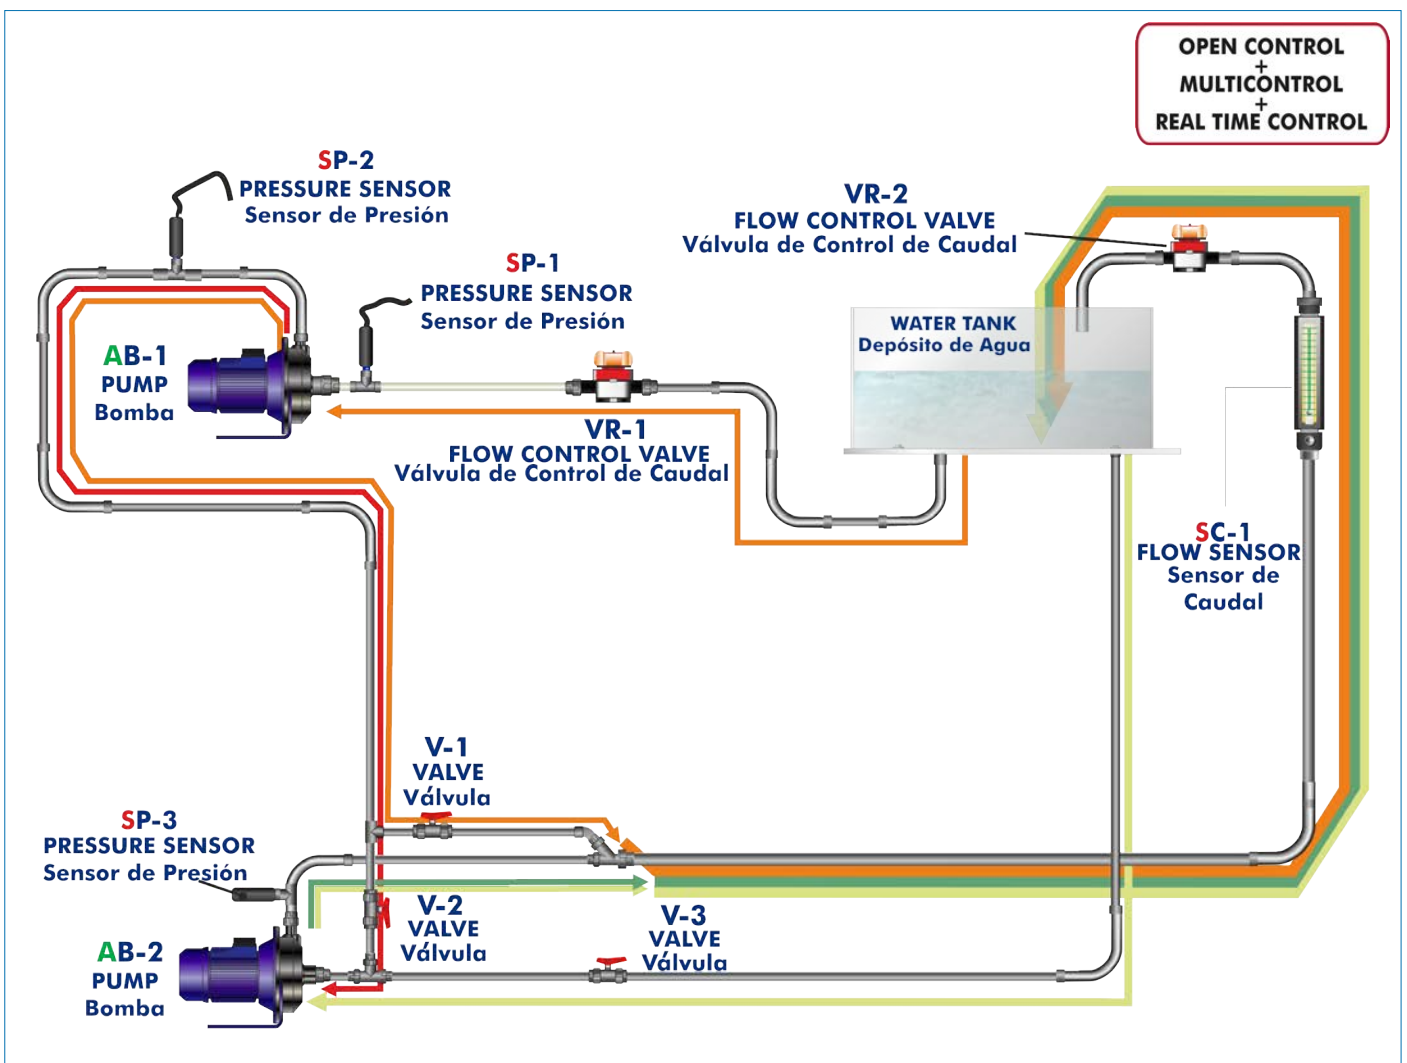 OPEN CONTROL
+
MULTICONTROL
+
REAL TIME CONTROL
SP-2
PRESSURE SENSOR
Sensor de Presión
VR-2
FLOW CONTROL VALVE
Válvula de Control de Caudal
SP-1
PRESSURE SENSOR
Sensor de Presión
WATER TANK
Depósito de Agua
AB-1
PUMP
Bomba
VR-1
FLOW CONTROL VALVE
Válvula de Control de Caudal
SC-1
FLOW SENSOR
Sensor de
Caudal
V-1
VALVE
Válvula
SP-3
PRESSURE SENSOR
Sensor de Presión
V-2
VALVE
Válvula
V-3
VALVE
Válvula
AB-2
PUMP
Bomba